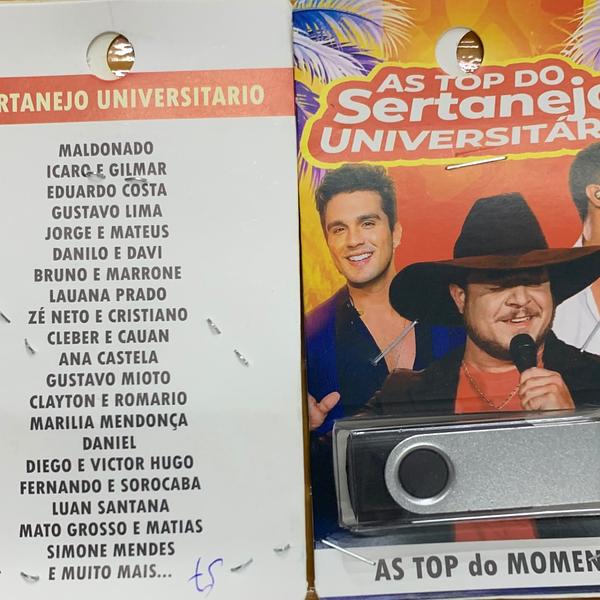 RTANEJO UNIVERSITARIO
MALDONADO
ICARO E GILMAR
EDUARDO COSTA
GUSTAVO LIMA
JORGE E MATEUS
DANILO E DAVI
BRUNO E MARRONE
LAUANA PRADO
ZÉ NETO E CRISTIANO
CLEBER E CAUAN
ANA CASTELA
GUSTAVO MIOTO
CLAYTON E ROMARIO
MARILIA MENDONÇA
DANIEL
DIEGO E VICTOR HUGO
FERNANDO E SOROCABA
LUAN SANTANA
MATO GROSSO E MATIAS
SIMONE MENDES
E MUITO MAIS...
AS TOP DO
Sertanejo
UNIVERSITÁR
AS TOP do MOMEN